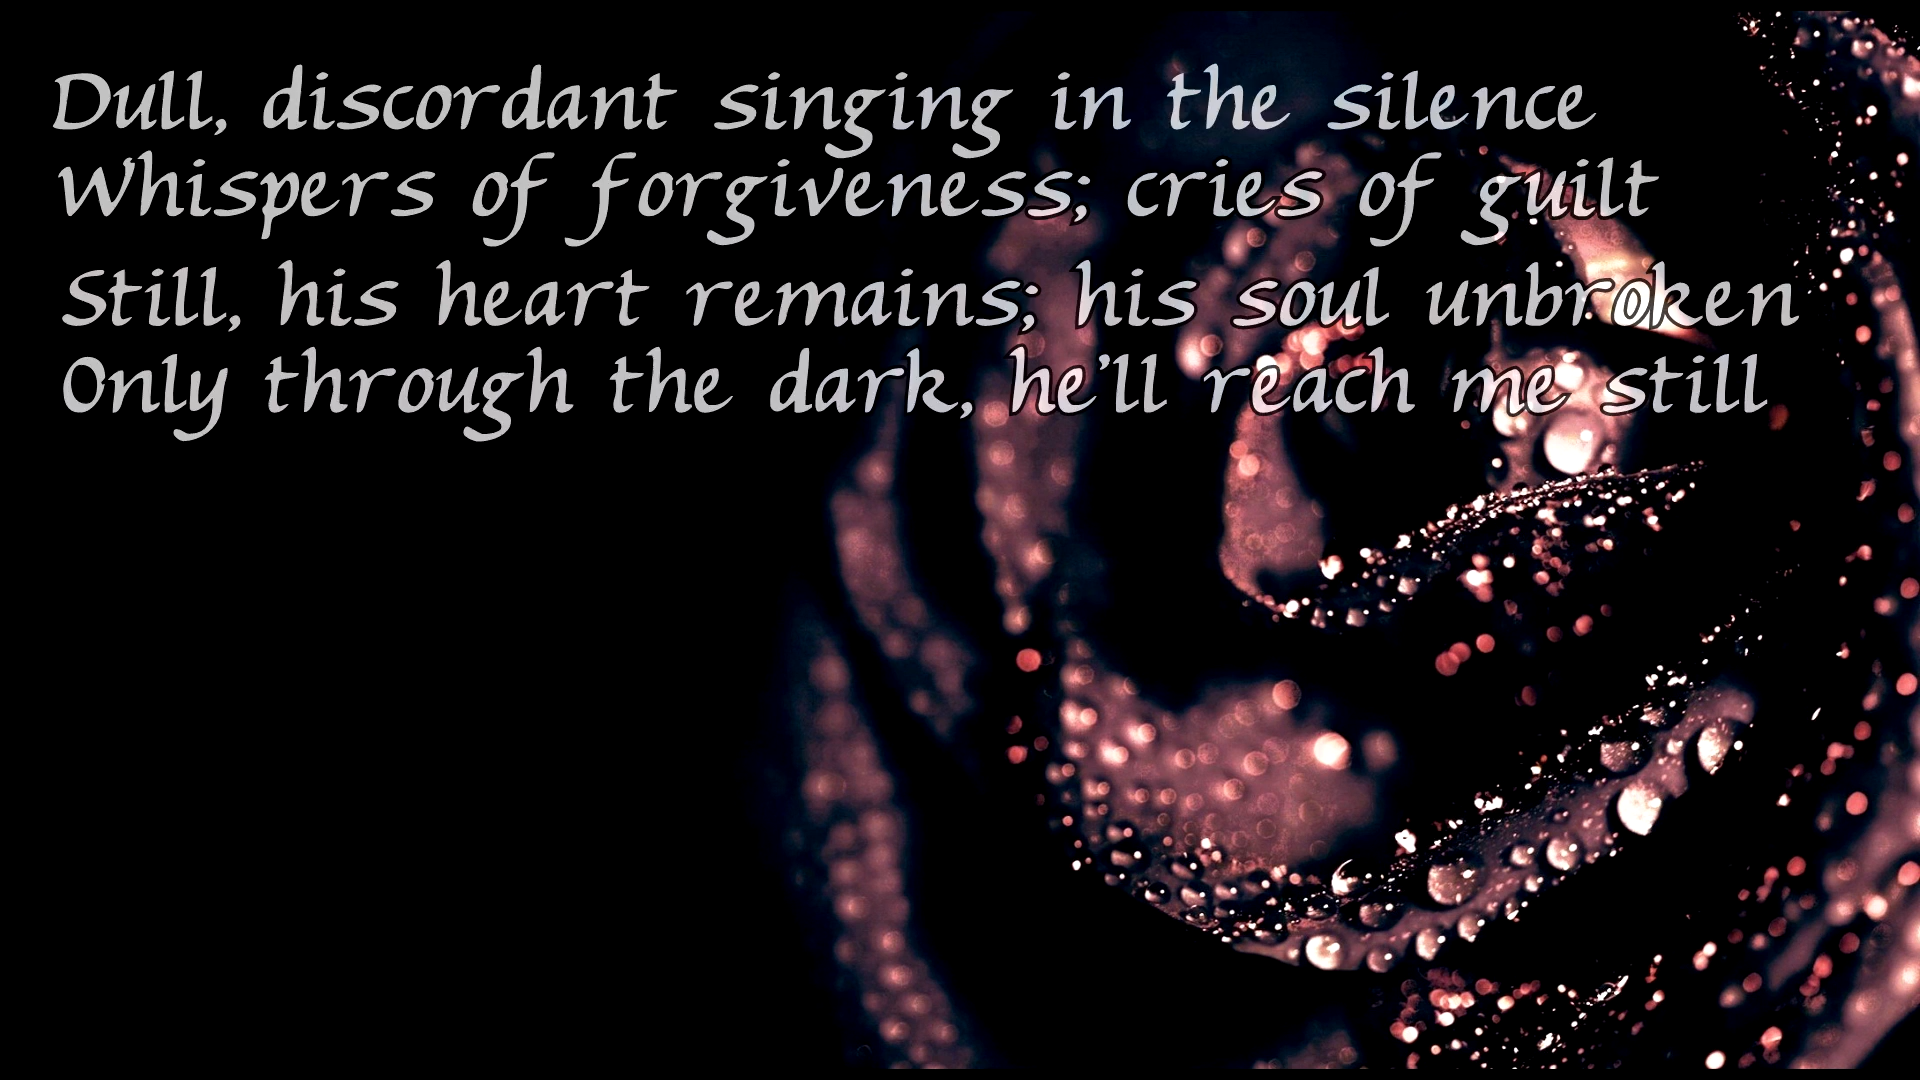 Dull, discordant singing in the silence
Whispers of forgiveness; cries of guilt
Still, his heart remains; his soul unbroken
Only through the dark, he'll reach me still